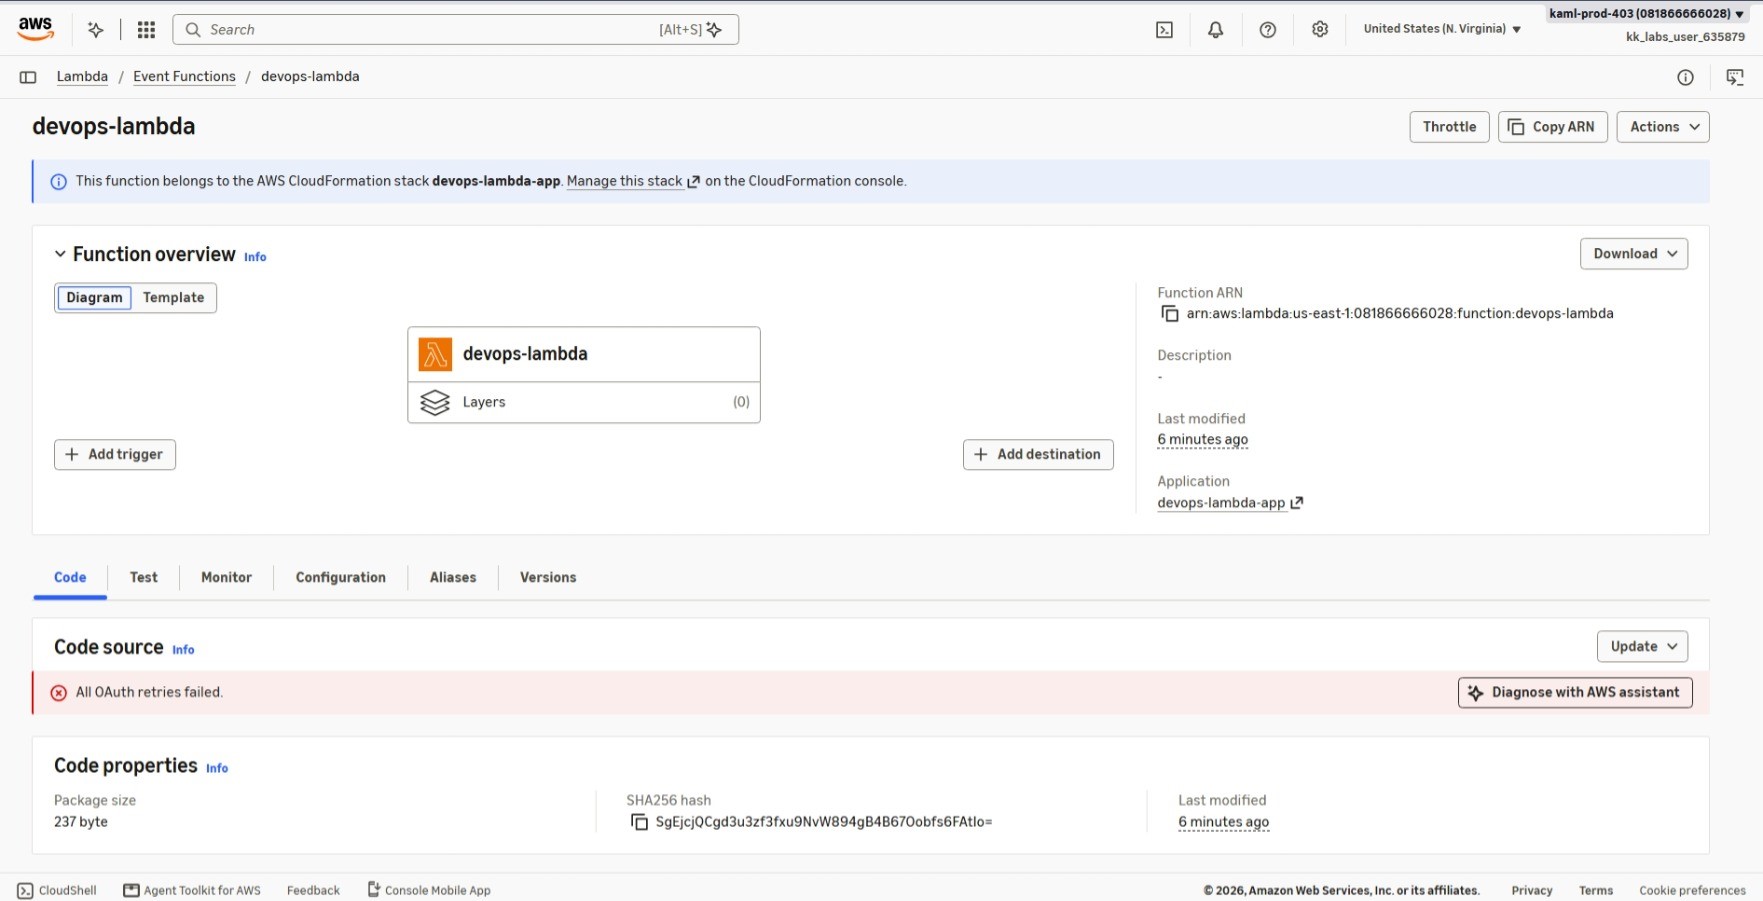 aws
Search [Alt+S]
United States (N. Virginia) ▼
kaml-prod-403 (081866666028) ▼
kk_labs_user_635879
Lambda / Event Functions / devops-lambda
devops-lambda
Throttle
Copy ARN
Actions
This function belongs to the AWS CloudFormation stack devops-lambda-app. Manage this stack on the CloudFormation console.
Function overview Info
Download
Diagram
Template
devops-lambda
Layers (0)
+ Add trigger
+ Add destination
Function ARN
arn:aws:lambda:us-east-1:081866666028:function:devops-lambda
Description
-
Last modified
6 minutes ago
Application
devops-lambda-app
Code
Test
Monitor
Configuration
Aliases
Versions
Code source Info
Update
All OAuth retries failed.
Diagnose with AWS assistant
Code properties Info
Package size
237 byte
SHA256 hash
SgEjcjQCgd3u3zf3fxu9NvW894gB4B67Oobfs6FAtIo=
Last modified
6 minutes ago
CloudShell
Agent Toolkit for AWS
Feedback
Console Mobile App
© 2026, Amazon Web Services, Inc. or its affiliates.
Privacy
Terms
Cookie preferences